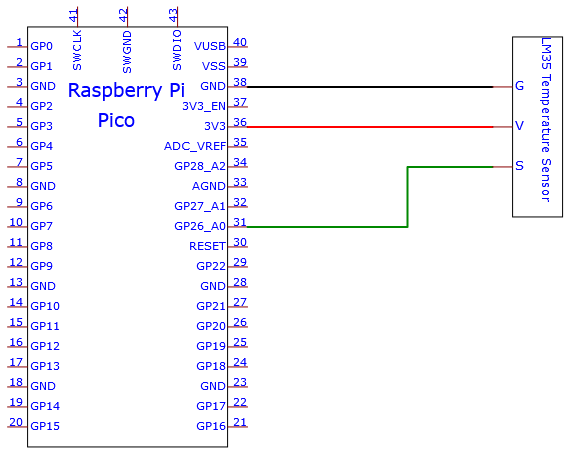 41 42 43
SWCLK SWGND SWDIO
1 GP0 VUSB 40
2 GP1 VSS 39
3 GND GND 38
Raspberry Pi
Pico
4 GP2 3V3_EN 37
5 GP3 3V3 36
6 GP4 ADC_VREF 35
7 GP5 GP28_A2 34
8 GND AGND 33
9 GP6 GP27_A1 32
10 GP7 GP26_A0 31
11 GP8 RESET 30
12 GP9 GP22 29
13 GND GND 28
14 GP10 GP21 27
15 GP11 GP20 26
16 GP12 GP19 25
17 GP13 GP18 24
18 GND GND 23
19 GP14 GP17 22
20 GP15 GP16 21
LM35 Temperature Sensor
G
V
S